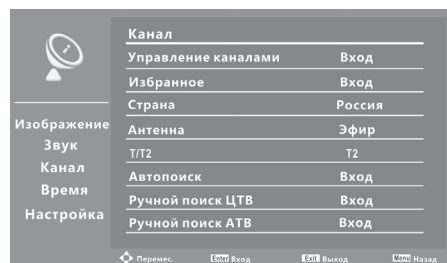 Канал
Управление каналами Вход
Избранное Вход
Страна Россия
Антенна Эфир
T/T2 T2
Автопоиск Вход
Ручной поиск ЦТВ Вход
Ручной поиск АТВ Вход
Изображение
Звук
Канал
Время
Настройка
Перемес. Enter Вход Exit Выход Menu Назад